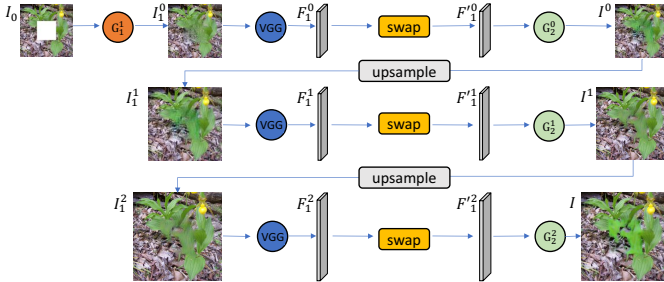 I_0 G_1^1 I_1^0 VGG F_1^0 swap F'_1^0 G_2^0 I^0
upsample
I_1^1 VGG F_1^1 swap F'_1^1 G_2^1 I^1
upsample
I_1^2 VGG F_1^2 swap F'_1^2 G_2^2 I